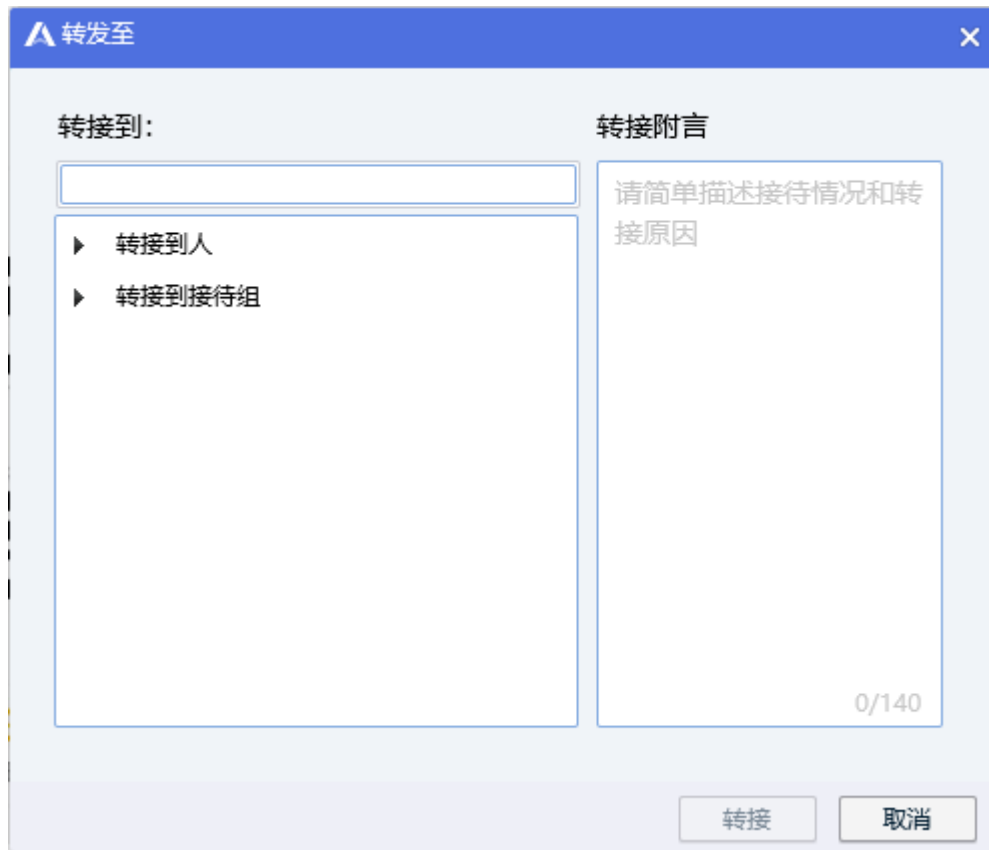 转发至
转接到：
转接附言
请简单描述接待情况和转
接原因
转接到人
转接到接待组
0/140
转接
取消